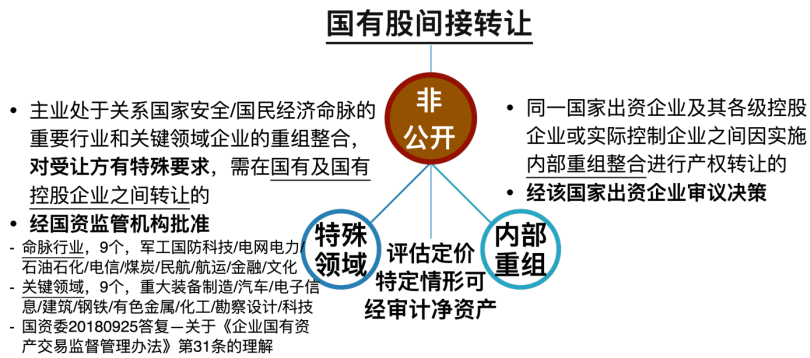 国有股间接转让
非
公开
• 主业处于关系国家安全/国民经济命脉的
重要行业和关键领域企业的重组整合，
对受让方有特殊要求，需在国有及国有
控股企业之间转让的
• 经国资监管机构批准
- 命脉行业，9个，军工国防科技/电网电力/
石油石化/电信/煤炭/民航/航运/金融/文化
- 关键领域，9个，重大装备制造/汽车/电子信
息/建筑/钢铁/有色金属/化工/勘察设计/科技
- 国资委20180925答复—关于《企业国有资
产交易监督管理办法》第31条的理解
特殊
领域
评估定价
特定情形可
经审计净资产
内部
重组
• 同一国家出资企业及其各级控股
企业或实际控制企业之间因实施
内部重组整合进行产权转让的
• 经该国家出资企业审议决策